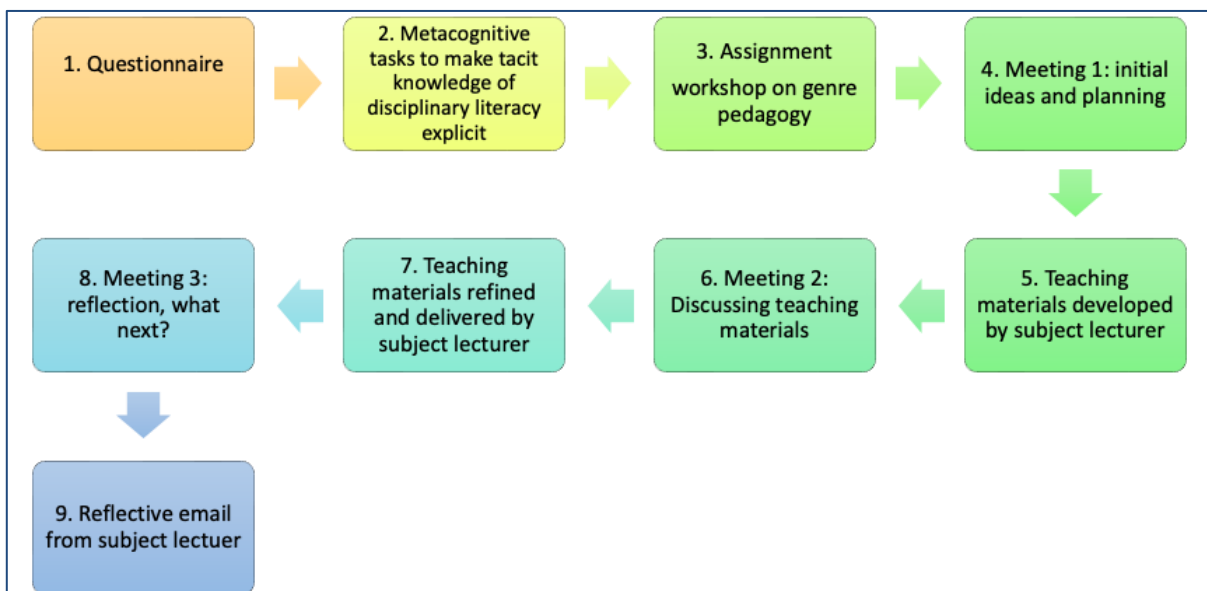 1. Questionnaire
2. Metacognitive
tasks to make tacit
knowledge of
disciplinary literacy
explicit
3. Assignment
workshop on genre
pedagogy
4. Meeting 1: initial
ideas and planning
5. Teaching
materials developed
by subject lecturer
6. Meeting 2:
Discussing teaching
materials
7. Teaching
materials refined
and delivered by
subject lecturer
8. Meeting 3:
reflection, what
next?
9. Reflective email
from subject lectuer